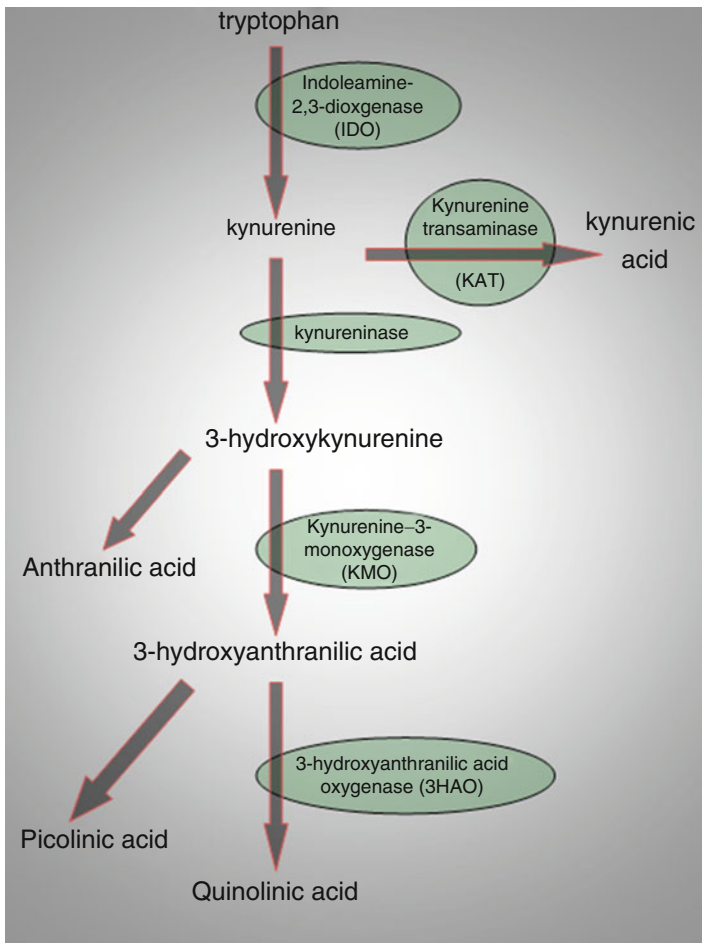 tryptophan
Indoleamine-
2,3-dioxgenase
(IDO)
kynurenine
Kynurenine
transaminase
(KAT)
kynurenic
acid
kynureninase
3-hydroxykynurenine
Anthranilic acid
Kynurenine–3-
monoxygenase
(KMO)
3-hydroxyanthranilic acid
3-hydroxyanthranilic acid
oxygenase (3HAO)
Picolinic acid
Quinolinic acid